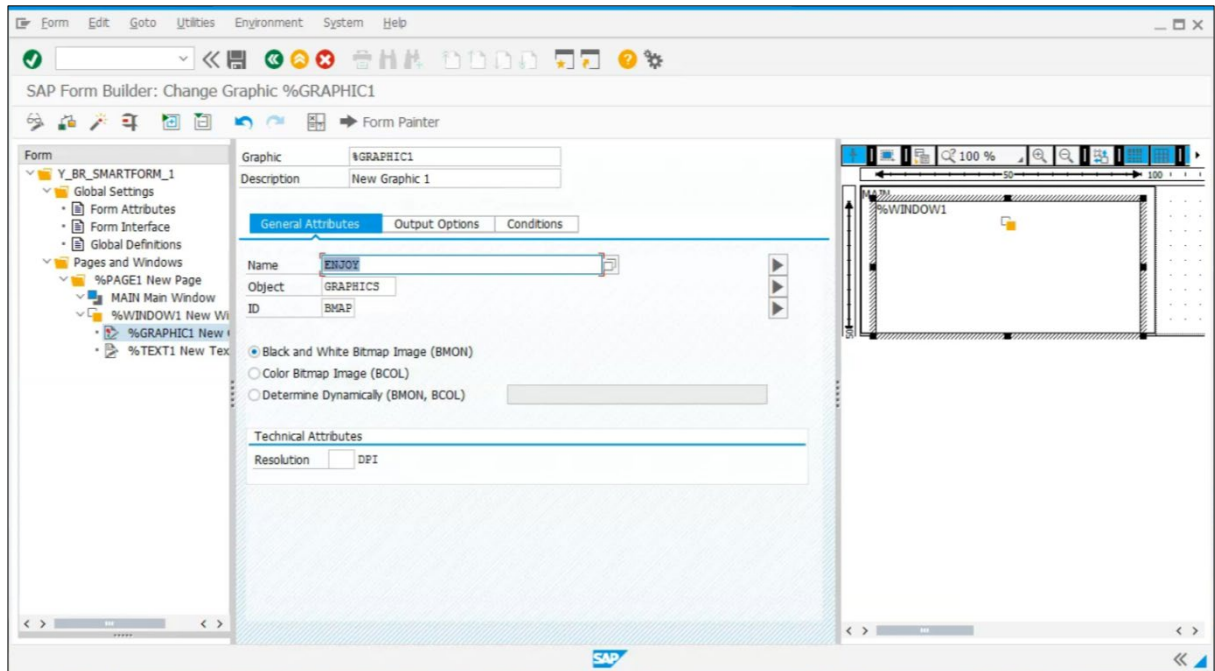 Form Edit Goto Utilities Environment System Help
SAP Form Builder: Change Graphic %GRAPHIC1
Form Painter
Form
Y_BR_SMARTFORM_1
Global Settings
Form Attributes
Form Interface
Global Definitions
Pages and Windows
%PAGE1 New Page
MAIN Main Window
%WINDOW1 New Wi
%GRAPHIC1 New
%TEXT1 New Tex
Graphic %GRAPHIC1
Description New Graphic 1
General Attributes Output Options Conditions
Name ENJOY
Object GRAPHICS
ID BMAP
Black and White Bitmap Image (BMON)
Color Bitmap Image (BCOL)
Determine Dynamically (BMON, BCOL)
Technical Attributes
Resolution DPI
100 %
50 100
MAIN
%WINDOW1
50
SAP